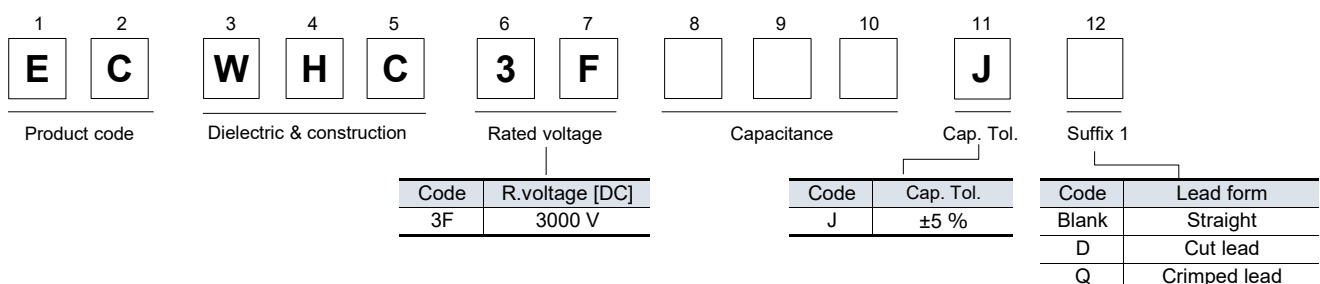 1 2 3 4 5 6 7 8 9 10 11 12
E C W H C 3 F J
Product code Dielectric & construction Rated voltage Capacitance Cap. Tol. Suffix 1
Code R.voltage [DC] Code Cap. Tol. Code Lead form
3F 3000 V J ±5 % Blank Straight
D Cut lead
Q Crimped lead